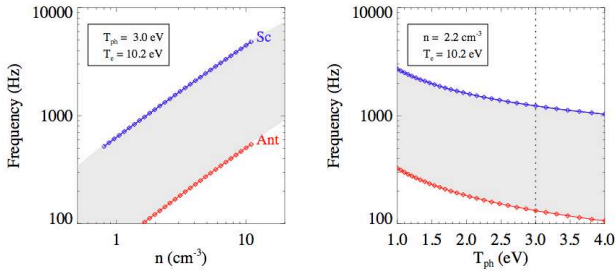 10000
1000
100
Frequency (Hz)
T_ph = 3.0 eV
T_e = 10.2 eV
Sc
Ant
1
10
n (cm⁻³)
10000
1000
100
Frequency (Hz)
n = 2.2 cm⁻³
T_e = 10.2 eV
1.0 1.5 2.0 2.5 3.0 3.5 4.0
T_ph (eV)